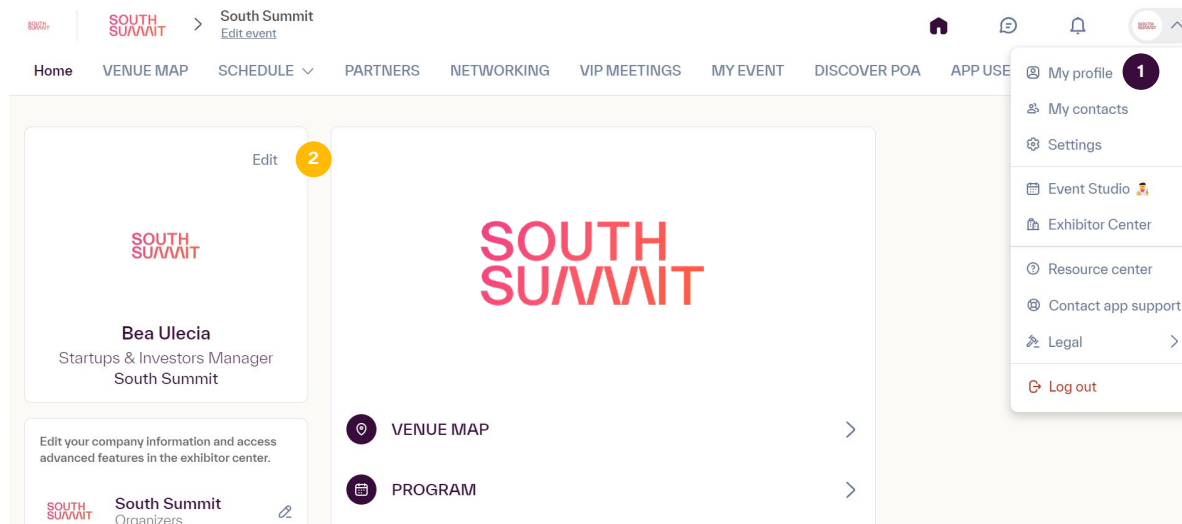 SOUTH
SUMMIT
SOUTH
SUMMIT
South Summit
Edit event
SOUTH
SUMMIT
Home
VENUE MAP
SCHEDULE
PARTNERS
NETWORKING
VIP MEETINGS
MY EVENT
DISCOVER POA
APP USE
My profile
1
My contacts
Settings
Event Studio
Exhibitor Center
Resource center
Contact app support
Legal
Log out
Edit
2
SOUTH
SUMMIT
Bea Ulecia
Startups & Investors Manager
South Summit
Edit your company information and access
advanced features in the exhibitor center.
SOUTH
SUMMIT
South Summit
Organizers
SOUTH
SUMMIT
VENUE MAP
PROGRAM